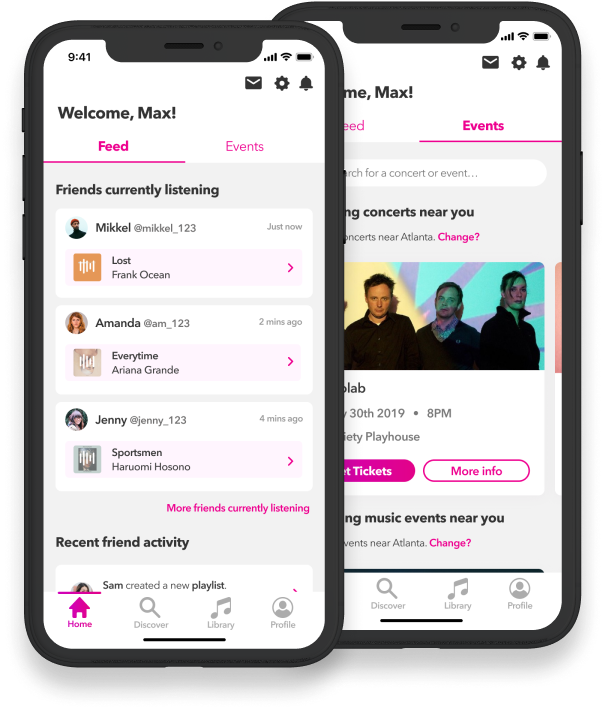 9:41
Welcome, Max!
Feed
Events
Friends currently listening
Mikkel @mikkel_123
Just now
Lost
Frank Ocean
Amanda @am_123
2 mins ago
Everytime
Ariana Grande
Jenny @jenny_123
4 mins ago
Sportsmen
Haruomi Hosono
More friends currently listening
Recent friend activity
Sam created a new playlist.
Home
Discover
Library
Profile
me, Max!
eed
Events
rch for a concert or event...
ng concerts near you
oncerts near Atlanta. Change?
olab
y 30th 2019 • 8PM
iety Playhouse
et Tickets
More info
ng music events near you
vents near Atlanta. Change?
Discover
Library
Profile